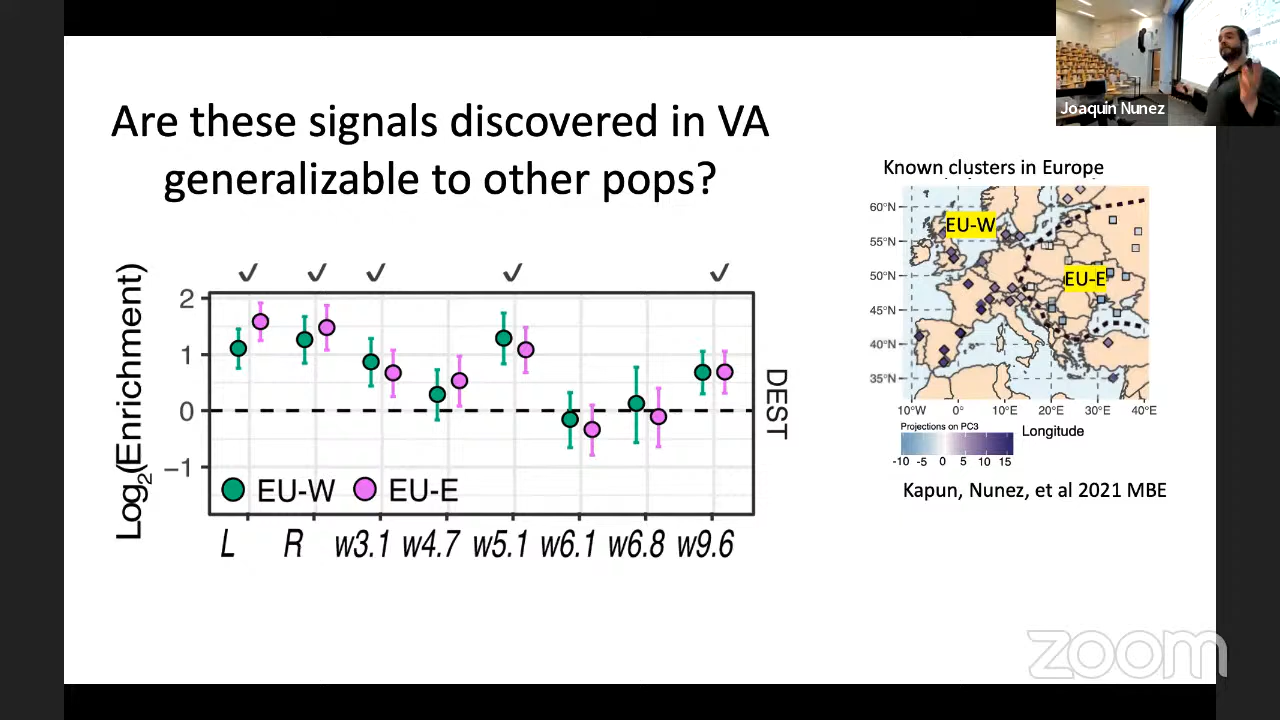 Joaquin Nunez
Are these signals discovered in VA
generalizable to other pops?
Known clusters in Europe
60°N
55°N
50°N
45°N
40°N
35°N
EU-W
EU-E
10°W 0° 10°E 20°E 30°E 40°E
Longitude
Projections on PC3
-10 -5 0 5 10 15
Kapun, Nunez, et al 2021 MBE
✓ ✓ ✓ ✓ ✓
Log2(Enrichment)
2
1
0
−1
EU-W EU-E
DEST
L R w3.1 w4.7 w5.1 w6.1 w6.8 w9.6
zoom